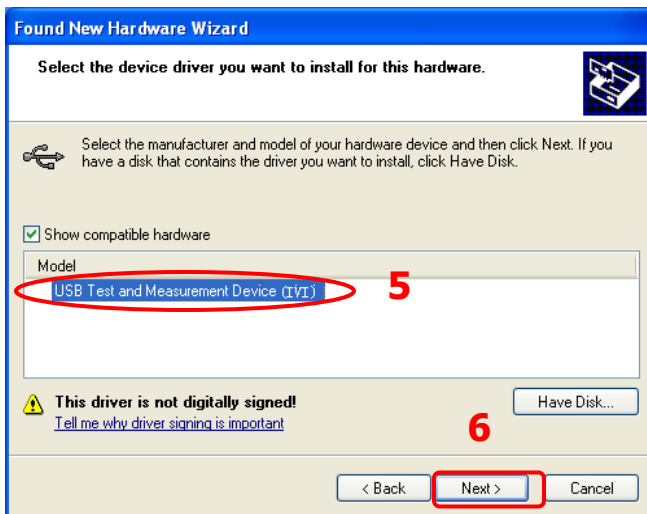 Found New Hardware Wizard
Select the device driver you want to install for this hardware.
Select the manufacturer and model of your hardware device and then click Next. If you
have a disk that contains the driver you want to install, click Have Disk.
Show compatible hardware
Model
USB Test and Measurement Device (IVI)
5
This driver is not digitally signed!
Tell me why driver signing is important
Have Disk...
6
< Back
Next >
Cancel